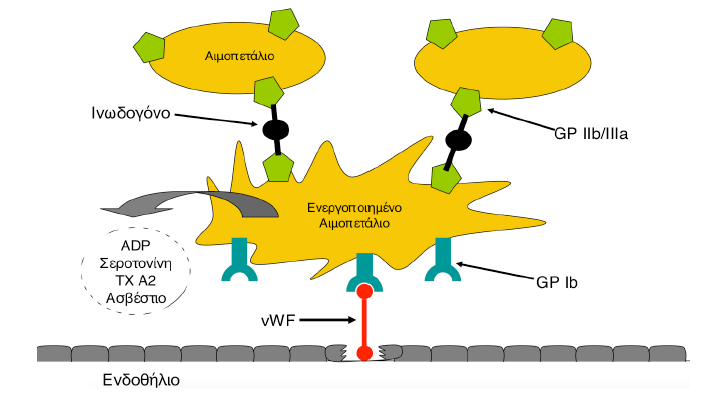 Αιμοπετάλιο
Ινωδογόνο
GP IIb/IIIa
Ενεργοποιημένο
Αιμοπετάλιο
ADP
Σεροτονίνη
TX A2
Ασβέστιο
GP Ib
vWF
Ενδοθήλιο